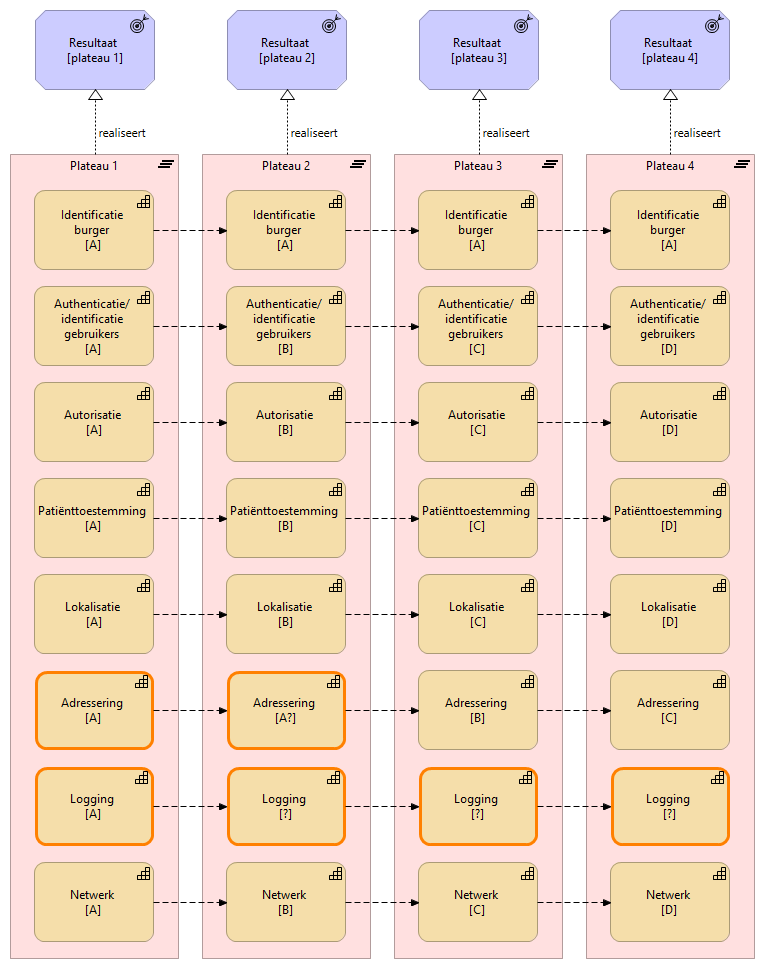 Resultaat
[plateau 1]
Resultaat
[plateau 2]
Resultaat
[plateau 3]
Resultaat
[plateau 4]
realiseert
realiseert
realiseert
realiseert
Plateau 1
Identificatie
burger
[A]
Authenticatie/
identificatie
gebruikers
[A]
Autorisatie
[A]
Patiënttoestemming
[A]
Lokalisatie
[A]
Adressering
[A]
Logging
[A]
Netwerk
[A]
Plateau 2
Identificatie
burger
[A]
Authenticatie/
identificatie
gebruikers
[B]
Autorisatie
[B]
Patiënttoestemming
[B]
Lokalisatie
[B]
Adressering
[A?]
Logging
[?]
Netwerk
[B]
Plateau 3
Identificatie
burger
[A]
Authenticatie/
identificatie
gebruikers
[C]
Autorisatie
[C]
Patiënttoestemming
[C]
Lokalisatie
[C]
Adressering
[B]
Logging
[?]
Netwerk
[C]
Plateau 4
Identificatie
burger
[A]
Authenticatie/
identificatie
gebruikers
[D]
Autorisatie
[D]
Patiënttoestemming
[D]
Lokalisatie
[D]
Adressering
[C]
Logging
[?]
Netwerk
[D]